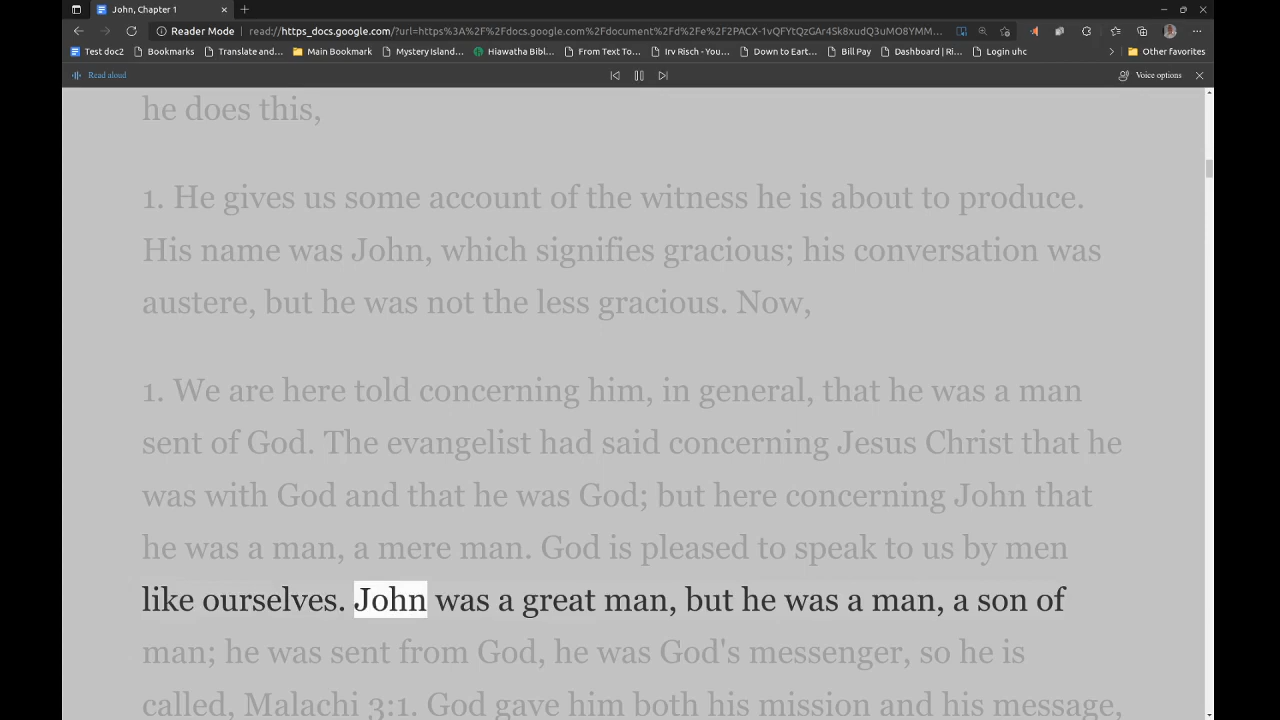 John, Chapter 1
Reader Mode
read://https_docs.google.com/?url=https%3A%2F%2Fdocs.google.com%2Fdocument%2Fd%2Fe%2F2PACX-1vQFYtQzGAr4Sk8xudQ3uMO8YMM...
Test doc2 Bookmarks Translate and... Main Bookmark Mystery Island... Hiawatha Bibl... From Text To... Irv Risch - You... Down to Eart... Bill Pay Dashboard | Ri... Login uhc Other favorites
Read aloud Voice options
he does this,
1. He gives us some account of the witness he is about to produce.
His name was John, which signifies gracious; his conversation was
austere, but he was not the less gracious. Now,
1. We are here told concerning him, in general, that he was a man
sent of God. The evangelist had said concerning Jesus Christ that he
was with God and that he was God; but here concerning John that
he was a man, a mere man. God is pleased to speak to us by men
like ourselves. John was a great man, but he was a man, a son of
man; he was sent from God, he was God's messenger, so he is
called, Malachi 3:1. God gave him both his mission and his message,